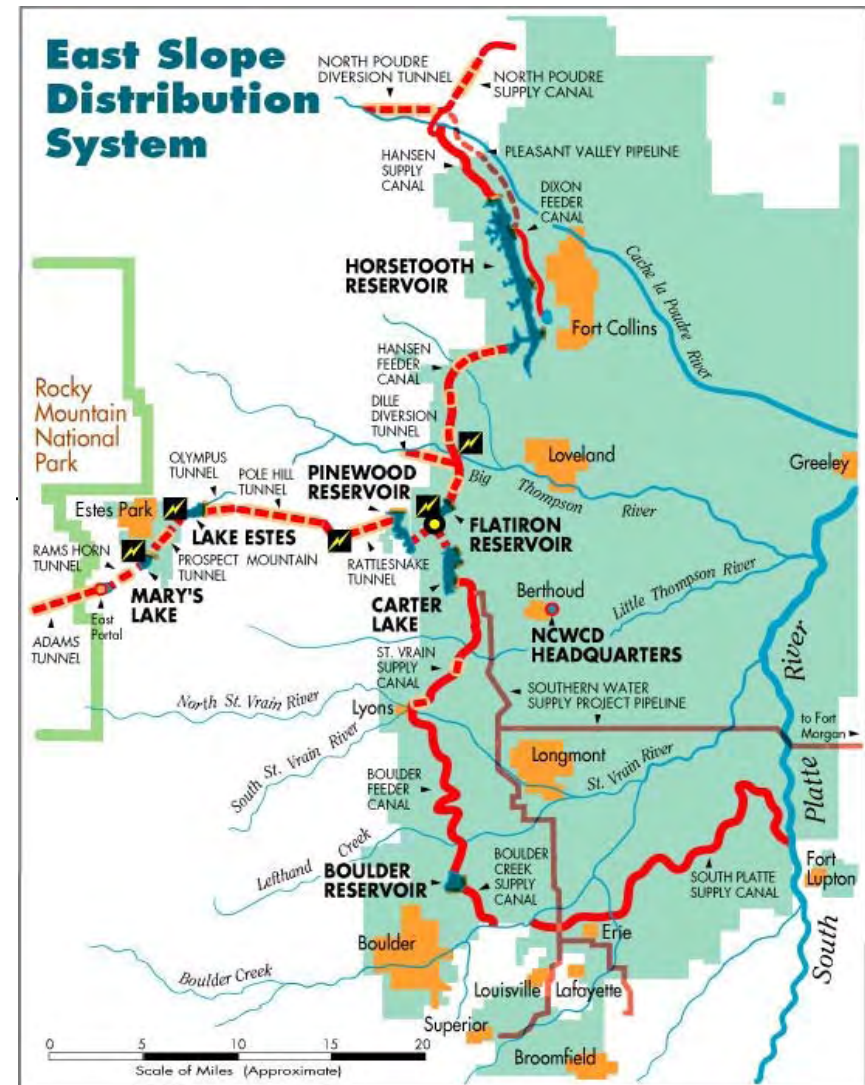 East Slope
Distribution
System
NORTH POUDRE
DIVERSION TUNNEL
NORTH POUDRE
SUPPLY CANAL
HANSEN
SUPPLY
CANAL
PLEASANT VALLEY PIPELINE
DIXON
FEEDER
CANAL
HORSETOOTH
RESERVOIR
Fort Collins
Cache la Poudre River
HANSEN
FEEDER
CANAL
DILLE
DIVERSION
TUNNEL
Rocky
Mountain
National
Park
Loveland
Greeley
OLYMPUS
TUNNEL
POLE HILL
TUNNEL
PINEWOOD
RESERVOIR
Big Thompson River
Estes Park
LAKE ESTES
FLATIRON
RESERVOIR
RAMS HORN
TUNNEL
PROSPECT MOUNTAIN
TUNNEL
RATTLESNAKE
TUNNEL
MARY'S
LAKE
East
Portal
ADAMS
TUNNEL
CARTER
LAKE
Berthoud
Little Thompson River
NCWCD
HEADQUARTERS
ST. VRAIN
SUPPLY
CANAL
North St. Vrain River
SOUTHERN WATER
SUPPLY PROJECT PIPELINE
Lyons
to Fort
Morgan
South St. Vrain River
Longmont
St. Vrain River
BOULDER
FEEDER
CANAL
Lefthand Creek
BOULDER
RESERVOIR
BOULDER
CREEK
SUPPLY
CANAL
SOUTH PLATTE
SUPPLY CANAL
Fort
Lupton
South Platte River
Boulder
Erie
Boulder Creek
Louisville
Lafayette
Superior
Broomfield
0 5 10 15 20
Scale of Miles (Approximate)